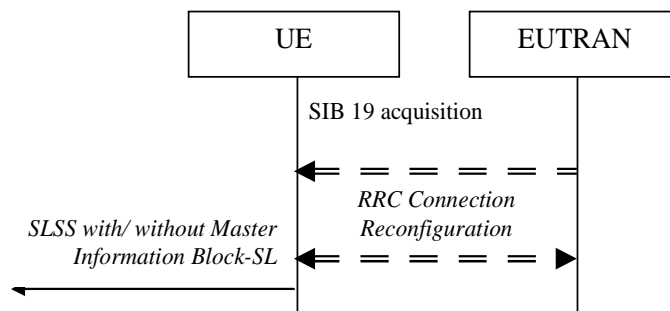 UE
EUTRAN
SIB 19 acquisition
RRC Connection
Reconfiguration
SLSS with/ without Master
Information Block-SL